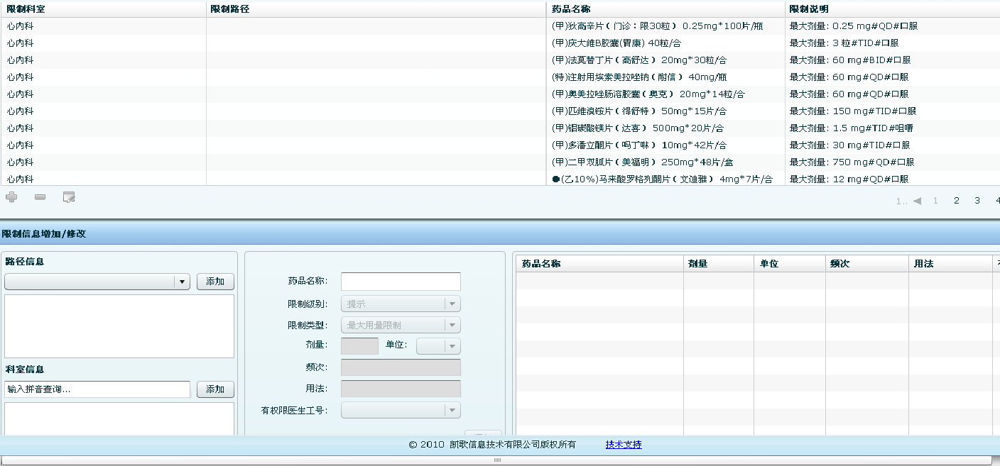 限制科室 限制路径 药品名称 限制说明
心内科 (甲)狄高辛片（门诊：限30粒） 0.25mg*100片/瓶 最大剂量: 0.25 mg#QD#口服
心内科 (甲)庆大维B胶囊(胃康) 40粒/合 最大剂量: 3 粒#TID#口服
心内科 (甲)法莫替丁片（高舒达） 20mg*30粒/合 最大剂量: 60 mg#BID#口服
心内科 (特)注射用埃索美拉唑钠（耐信） 40mg/瓶 最大剂量: 60 mg#QD#口服
心内科 (甲)奥美拉唑肠溶胶囊（奥克） 20mg*14粒/合 最大剂量: 60 mg#QD#口服
心内科 (甲)匹维溴铵片（得舒特） 50mg*15片/合 最大剂量: 150 mg#TID#口服
心内科 (甲)铝碳酸镁片（达喜） 500mg*20片/合 最大剂量: 1.5 mg#TID#咀嚼
心内科 (甲)多潘立酮片（吗丁啉） 10mg*42片/合 最大剂量: 30 mg#TID#口服
心内科 (甲)二甲双胍片（美福明） 250mg*48片/盒 最大剂量: 750 mg#QD#口服
心内科 ●(乙10%)马来酸罗格列酮片（文迪雅） 4mg*7片/合 最大剂量: 12 mg#QD#口服
1.. ◀ 1 2 3 4
限制信息增加/修改
路径信息
添加
科室信息
输入拼音查询... 添加
药品名称:
限制级别: 提示
限制类型: 最大用量限制
剂量: 单位:
频次:
用法:
有权限医生工号:
药品名称 剂量 单位 频次 用法
© 2010 凯歌信息技术有限公司版权所有 技术支持